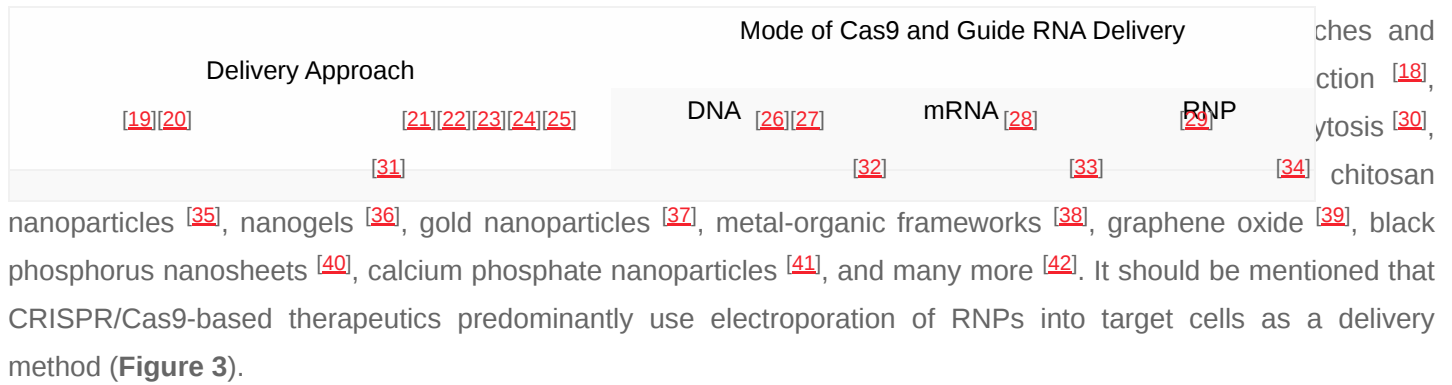 Mode of Cas9 and Guide RNA Delivery ches and
Delivery Approach ction [18],
[19][20] [21][22][23][24][25] DNA [26][27] mRNA [28] RNP [29] ytosis [30],
[31] [32] [33] [34] chitosan
nanoparticles [35], nanogels [36], gold nanoparticles [37], metal-organic frameworks [38], graphene oxide [39], black
phosphorus nanosheets [40], calcium phosphate nanoparticles [41], and many more [42]. It should be mentioned that
CRISPR/Cas9-based therapeutics predominantly use electroporation of RNPs into target cells as a delivery
method (Figure 3).